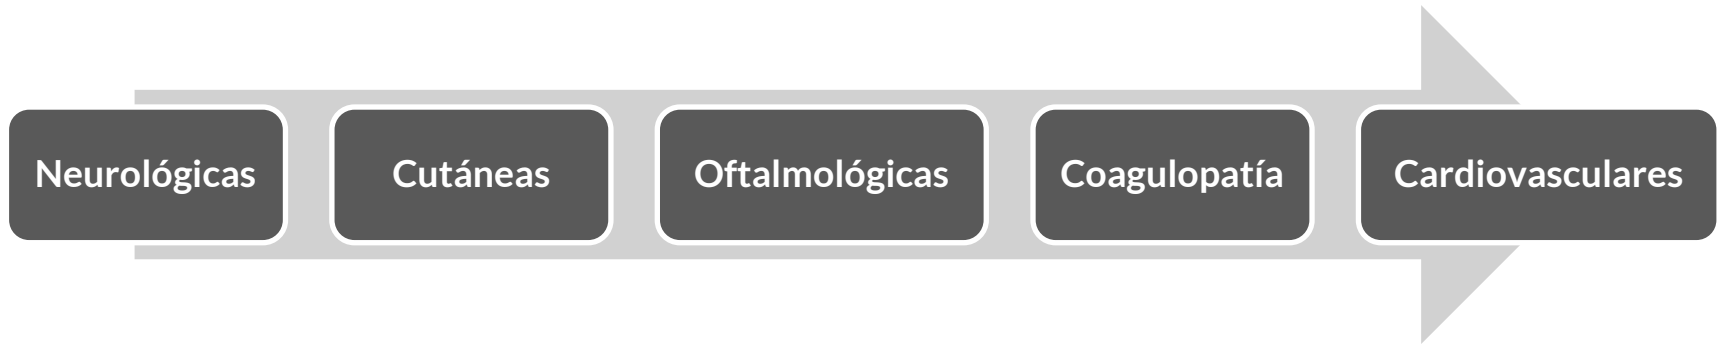 Neurológicas
Cutáneas
Oftalmológicas
Coagulopatía
Cardiovasculares